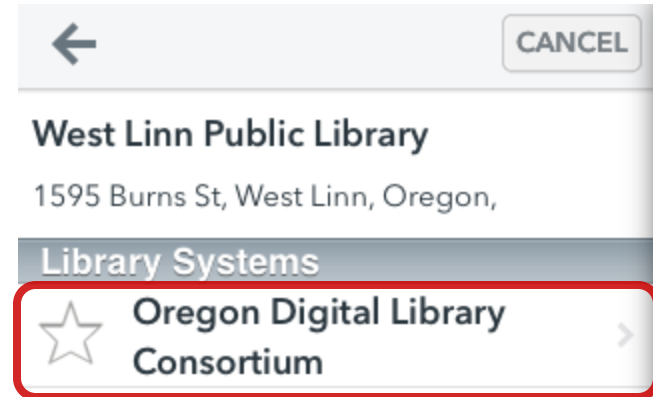 CANCEL
West Linn Public Library
1595 Burns St, West Linn, Oregon,
Library Systems
Oregon Digital Library
Consortium